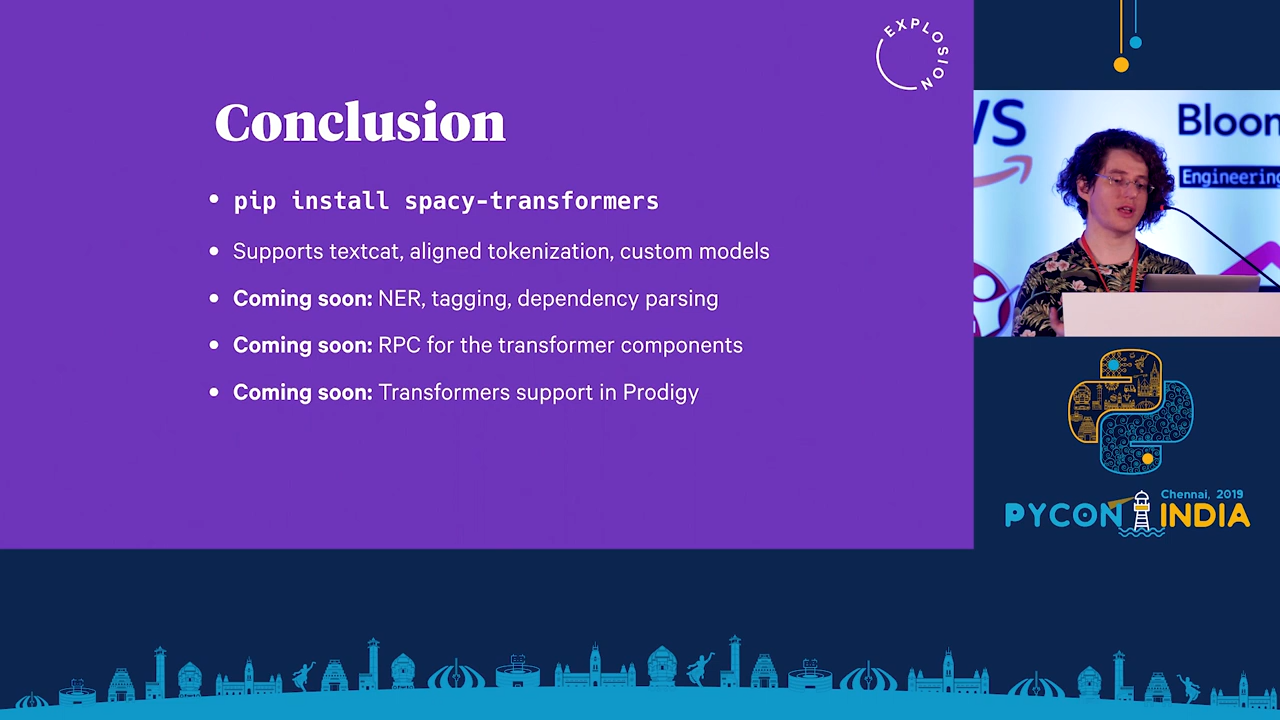 EXPLOSION
Conclusion
• pip install spacy-transformers
• Supports textcat, aligned tokenization, custom models
• Coming soon: NER, tagging, dependency parsing
• Coming soon: RPC for the transformer components
• Coming soon: Transformers support in Prodigy
WS
Bloom
Engineering
Chennai, 2019
PYCON INDIA